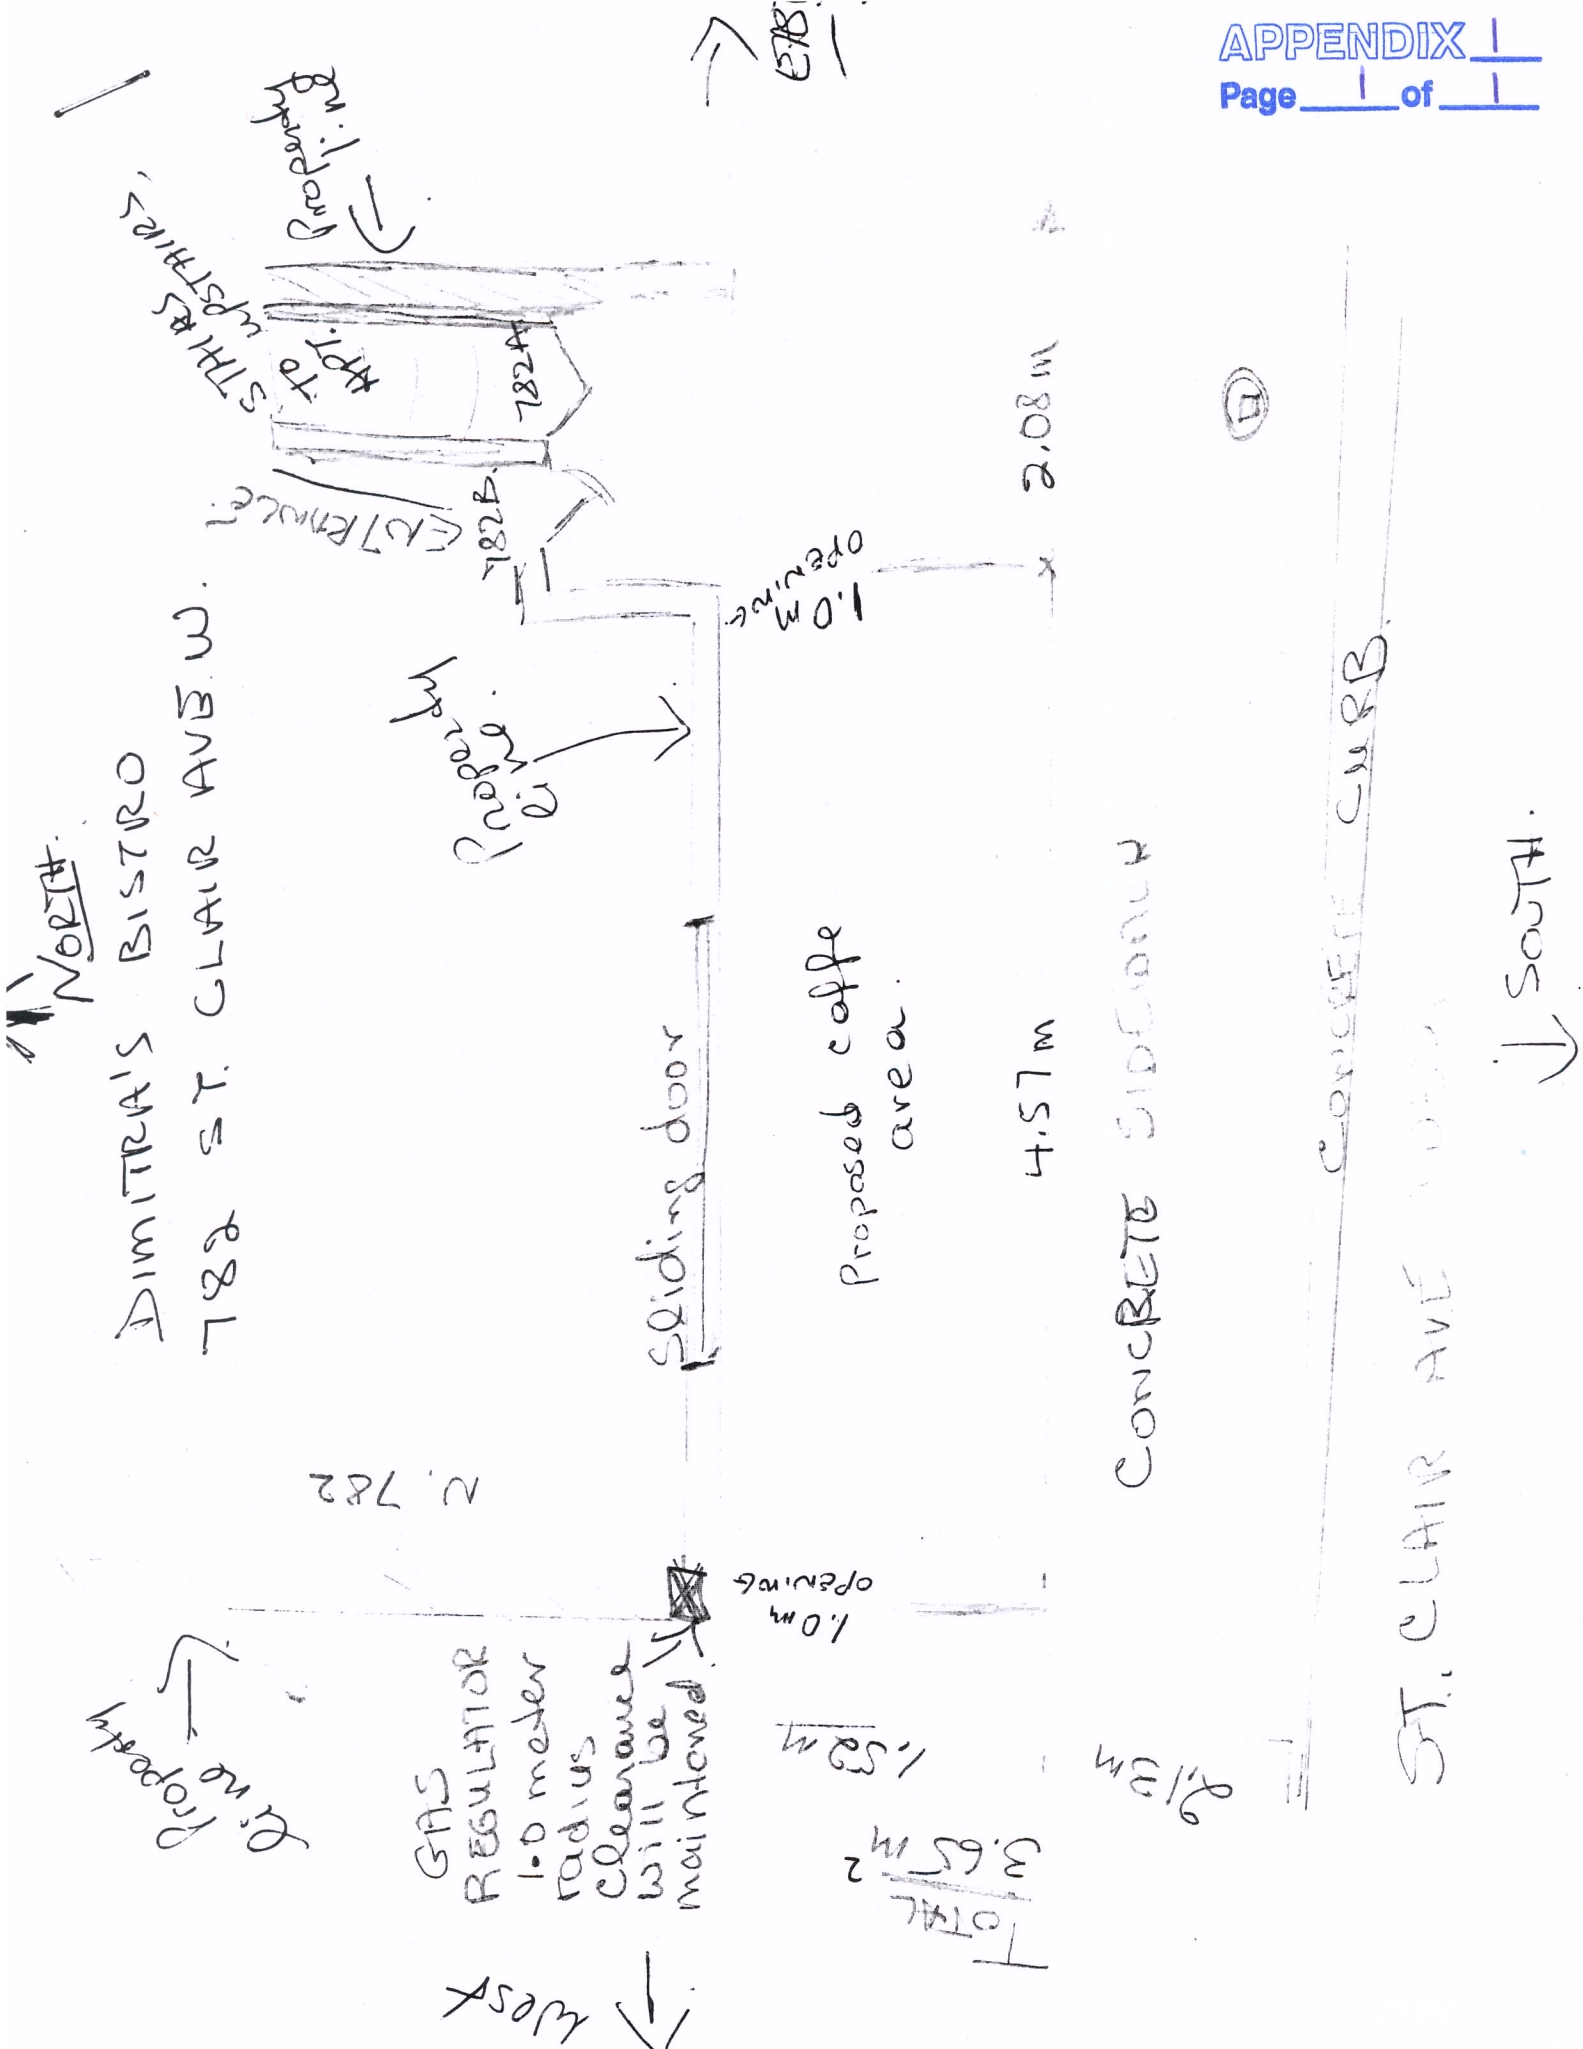 APPENDIX 1
Page 1 of 1
NORTH.
DIMITRA'S BISTRO
782 ST. CLAIR AVE. W.
Property
line
STAIRS
UPSTAIRS.
TO
APT.
782A
ENTRANCE
782B.
Property
line.
Property
line
N. 782
Sliding door
GAS
REGULATOR
1.0 meter
radius
Clearance
will be
maintoned.
West
1.0 m
OPENING
1.0 m
OPENING
Proposed caffe
area.
1.52 m
2.13 m
TOTAL
3.65 m 2
4.57 m
2.08 m
CONCRETE SIDEWALK
CONCRETE CURB.
ST. CLAIR AVE
SOUTH.